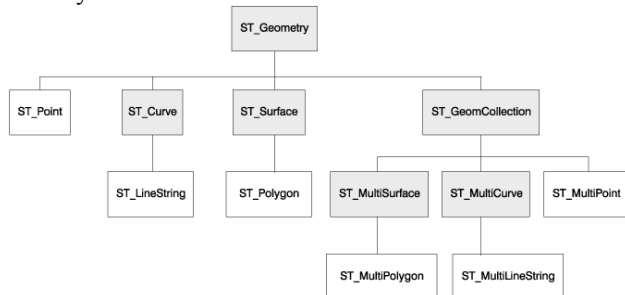 ST_Geometry
ST_Point
ST_Curve
ST_Surface
ST_GeomCollection
ST_LineString
ST_Polygon
ST_MultiSurface
ST_MultiCurve
ST_MultiPoint
ST_MultiPolygon
ST_MultiLineString